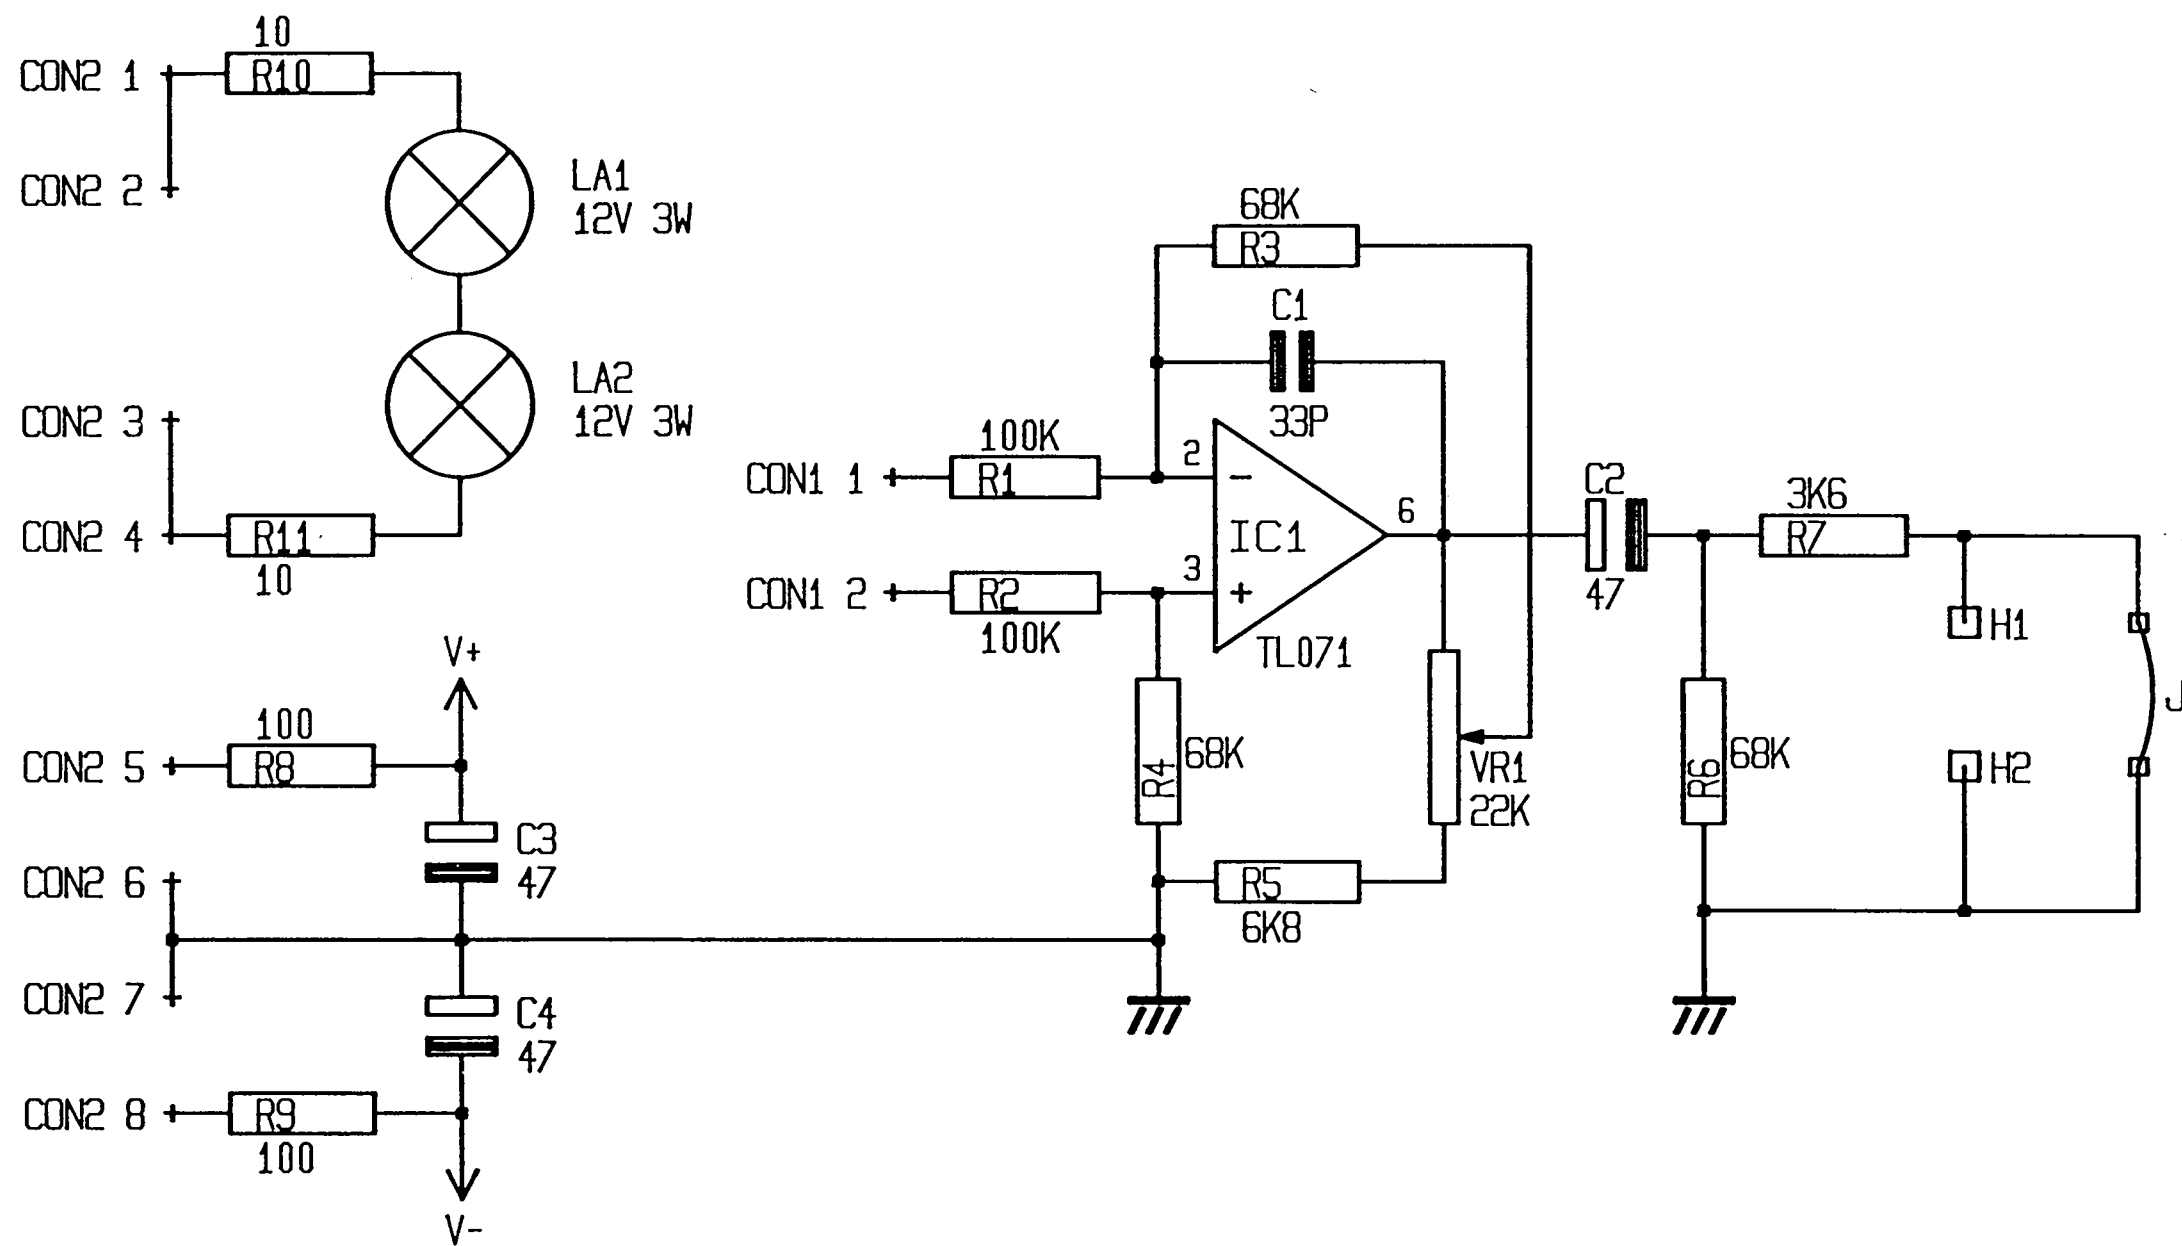 10
CON2 1
R10
CON2 2
LA1
12V 3W
LA2
12V 3W
CON2 3
CON2 4
R11
10
V+
100
CON2 5
R8
C3
47
CON2 6
CON2 7
C4
47
CON2 8
R9
100
V-
68K
R3
C1
33P
100K
CON1 1
R1
2
-
IC1
6
CON1 2
R2
100K
3
+
TL071
R4
68K
VR1
22K
R5
6K8
C2
47
3K6
R7
R6
68K
H1
H2
J